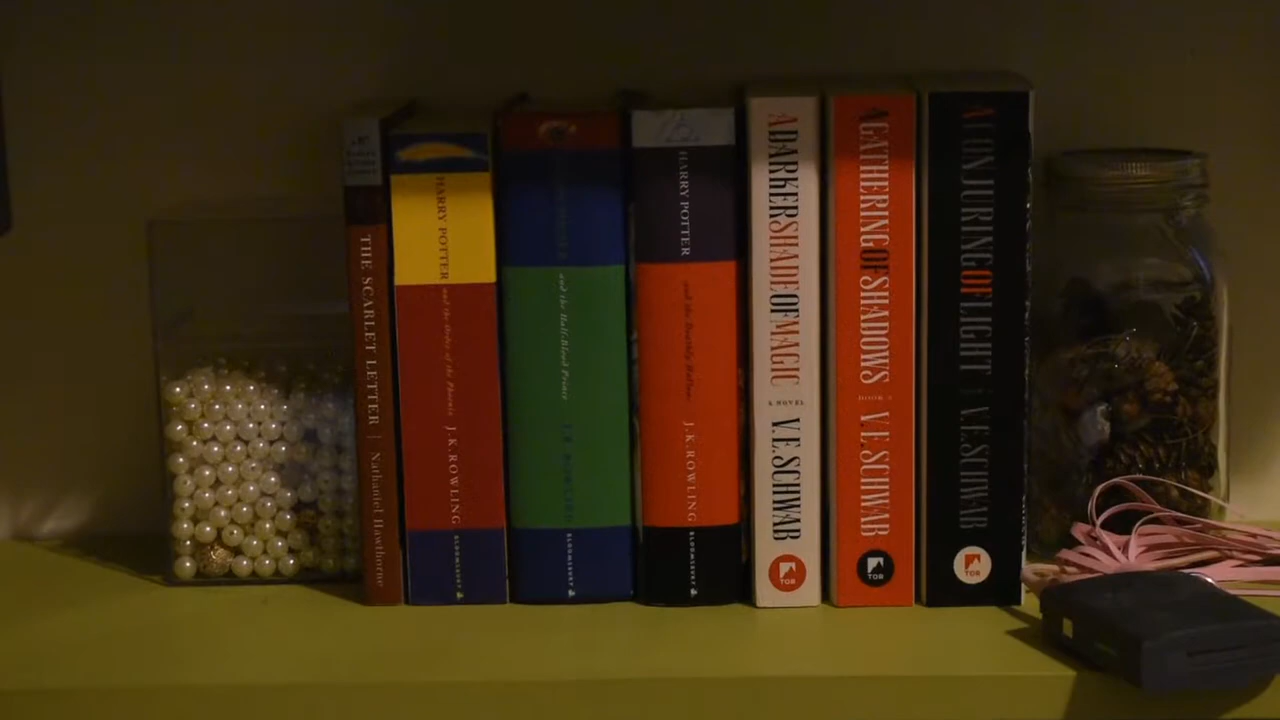 THE SCARLET LETTER | Nathaniel Hawthorne
HARRY POTTER and the Order of the Phoenix J.K.ROWLING BLOOMSBURY
and the Half-Blood Prince J.K.ROWLING BLOOMSBURY
HARRY POTTER and the Deathly Hallows J.K.ROWLING BLOOMSBURY
A DARKER SHADE OF MAGIC A NOVEL V.E.SCHWAB TOR
A GATHERING OF SHADOWS V.E.SCHWAB TOR
A CONJURING OF LIGHT V.E.SCHWAB TOR